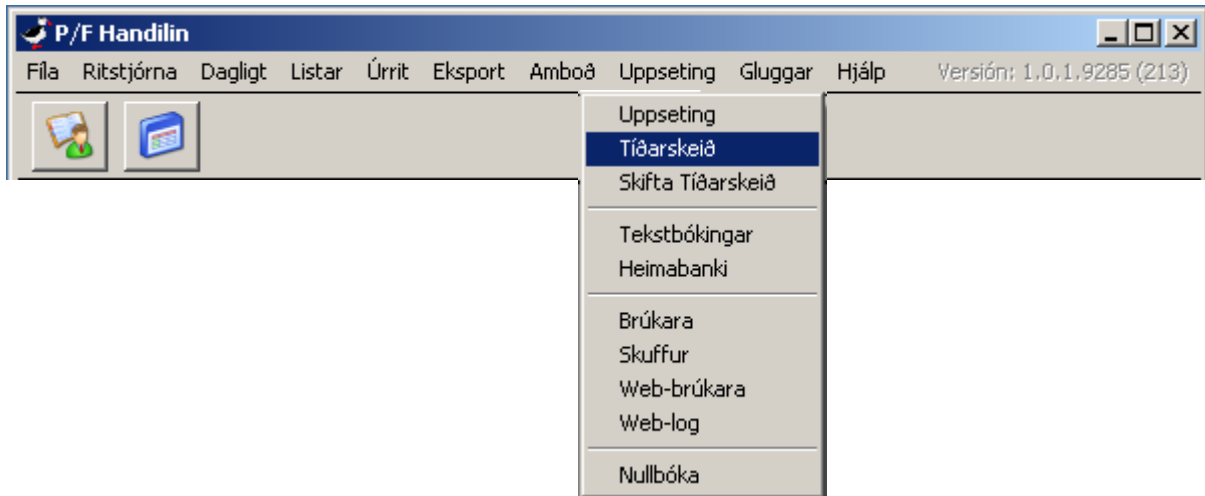 P/F Handilin
Fíla Ritstjórna Dagligt Listar Úrrit Eksport Amboð Uppseting Gluggar Hjálp Versión: 1.0.1.9285 (213)
Uppseting
Tíðarskeið
Skifta Tíðarskeið
Tekstbókingar
Heimabanki
Brúkara
Skuffur
Web-brúkara
Web-log
Nullbóka